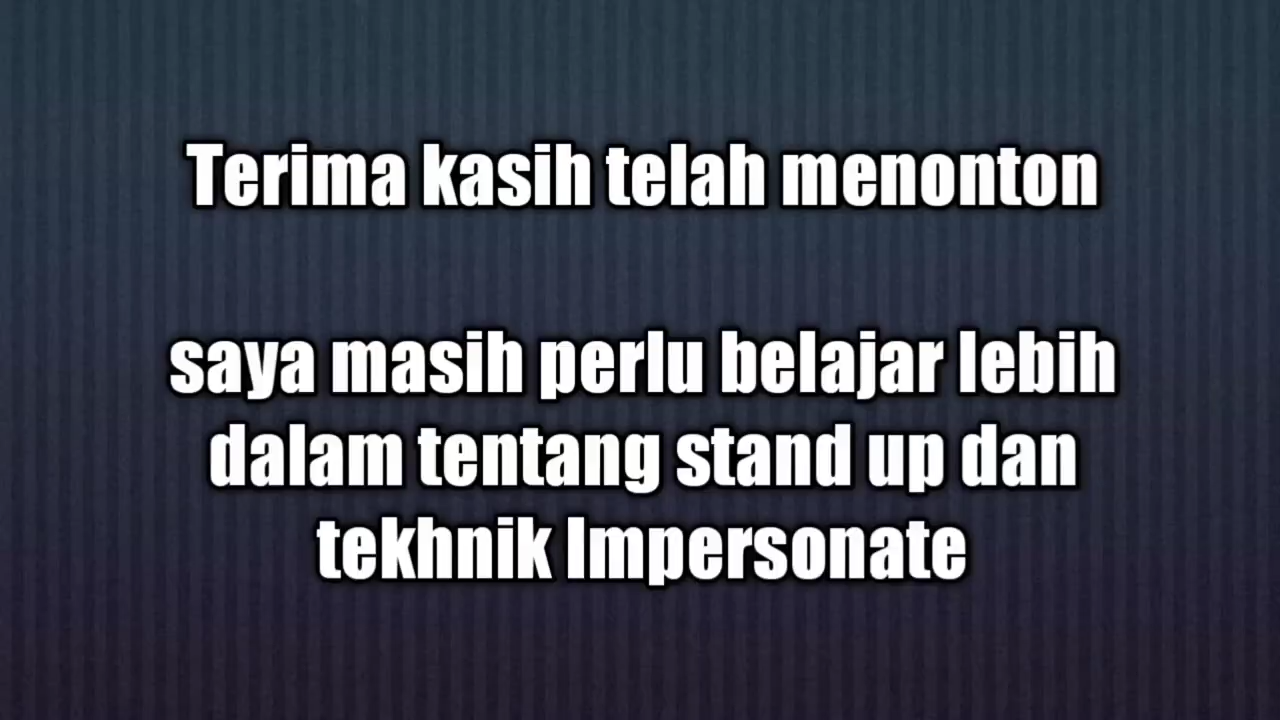 Terima kasih telah menonton
saya masih perlu belajar lebih
dalam tentang stand up dan
tekhnik Impersonate